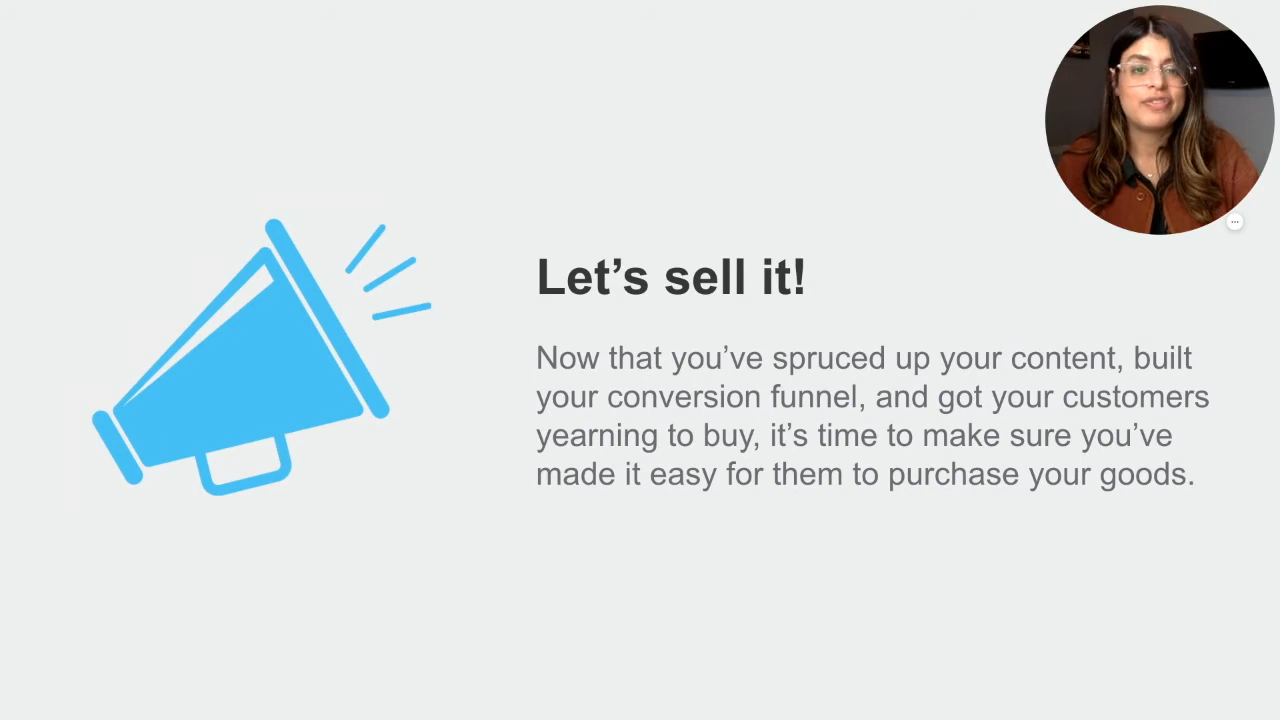 Let’s sell it!
Now that you’ve spruced up your content, built
your conversion funnel, and got your customers
yearning to buy, it’s time to make sure you’ve
made it easy for them to purchase your goods.